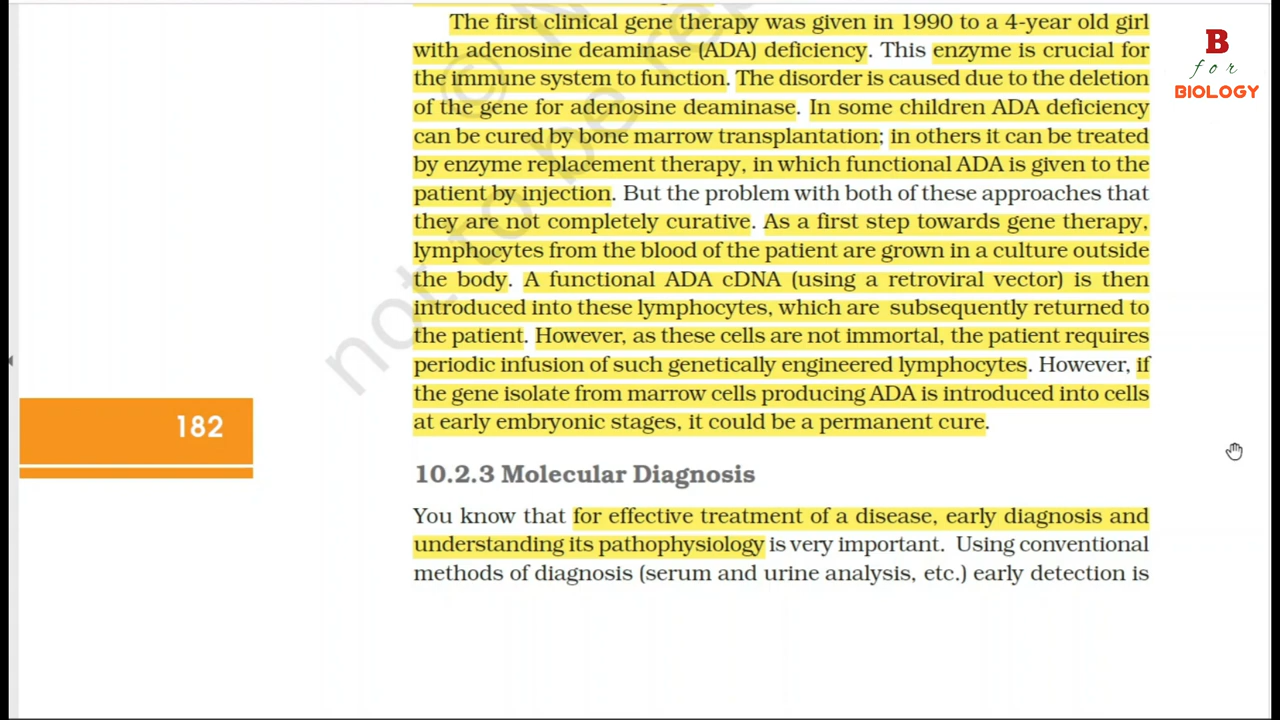 The first clinical gene therapy was given in 1990 to a 4-year old girl
with adenosine deaminase (ADA) deficiency. This enzyme is crucial for
the immune system to function. The disorder is caused due to the deletion
of the gene for adenosine deaminase. In some children ADA deficiency
can be cured by bone marrow transplantation; in others it can be treated
by enzyme replacement therapy, in which functional ADA is given to the
patient by injection. But the problem with both of these approaches that
they are not completely curative. As a first step towards gene therapy,
lymphocytes from the blood of the patient are grown in a culture outside
the body. A functional ADA cDNA (using a retroviral vector) is then
introduced into these lymphocytes, which are subsequently returned to
the patient. However, as these cells are not immortal, the patient requires
periodic infusion of such genetically engineered lymphocytes. However, if
the gene isolate from marrow cells producing ADA is introduced into cells
at early embryonic stages, it could be a permanent cure.
182
10.2.3 Molecular Diagnosis
You know that for effective treatment of a disease, early diagnosis and
understanding its pathophysiology is very important. Using conventional
methods of diagnosis (serum and urine analysis, etc.) early detection is
B
for
BIOLOGY
©
not to be